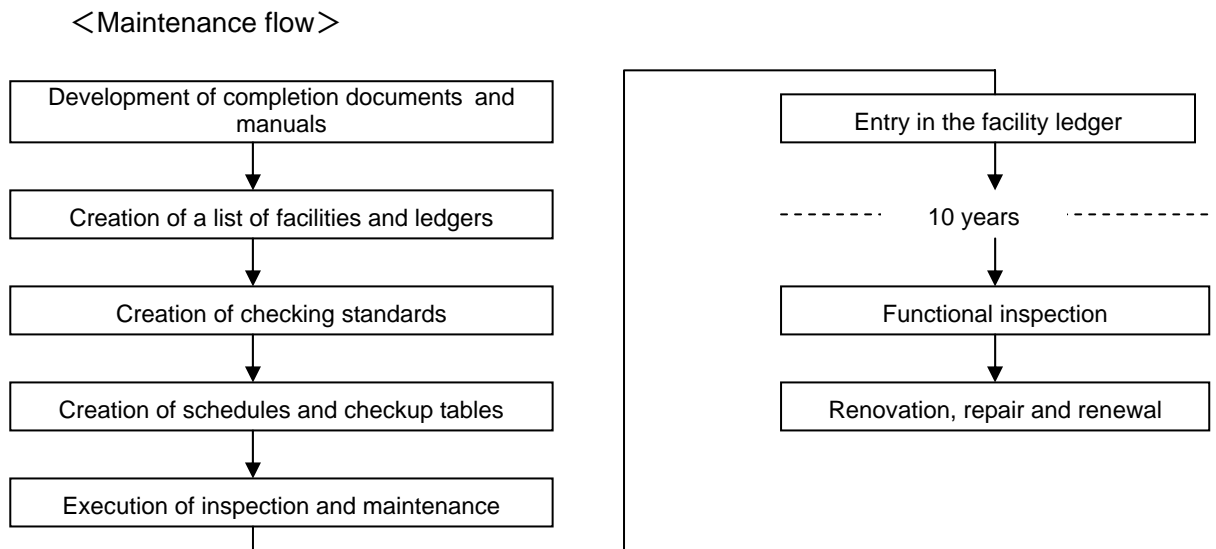 ＜Maintenance flow＞
Development of completion documents and
manuals
Creation of a list of facilities and ledgers
Creation of checking standards
Creation of schedules and checkup tables
Execution of inspection and maintenance
Entry in the facility ledger
10 years
Functional inspection
Renovation, repair and renewal